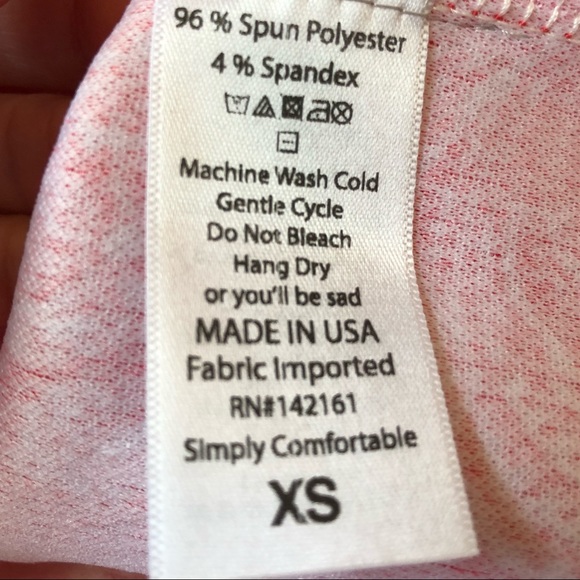 96 % Spun Polyester
4 % Spandex
Machine Wash Cold
Gentle Cycle
Do Not Bleach
Hang Dry
or you'll be sad
MADE IN USA
Fabric Imported
RN#142161
Simply Comfortable
XS